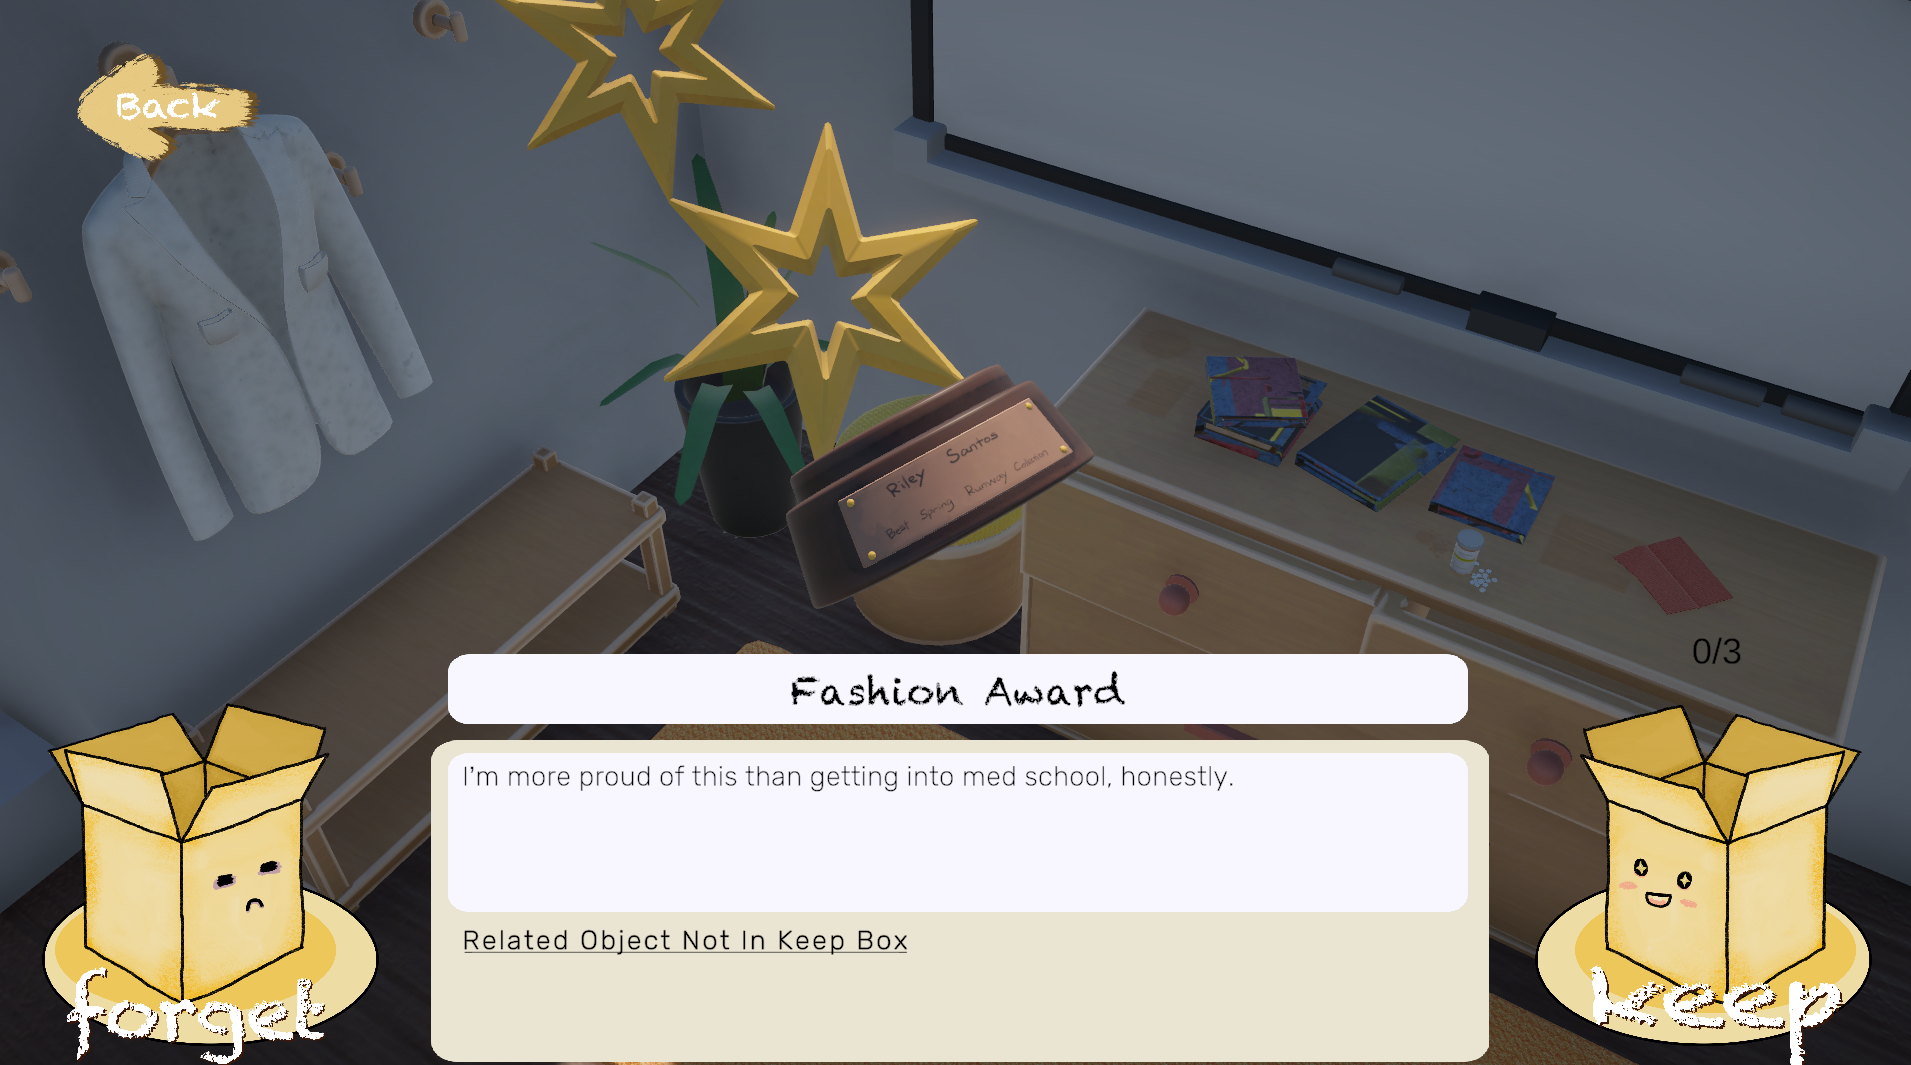 Back
Riley Santos
Best Spring Runway Collection
0/3
Fashion Award
I'm more proud of this than getting into med school, honestly.
Related Object Not In Keep Box
forget
keep